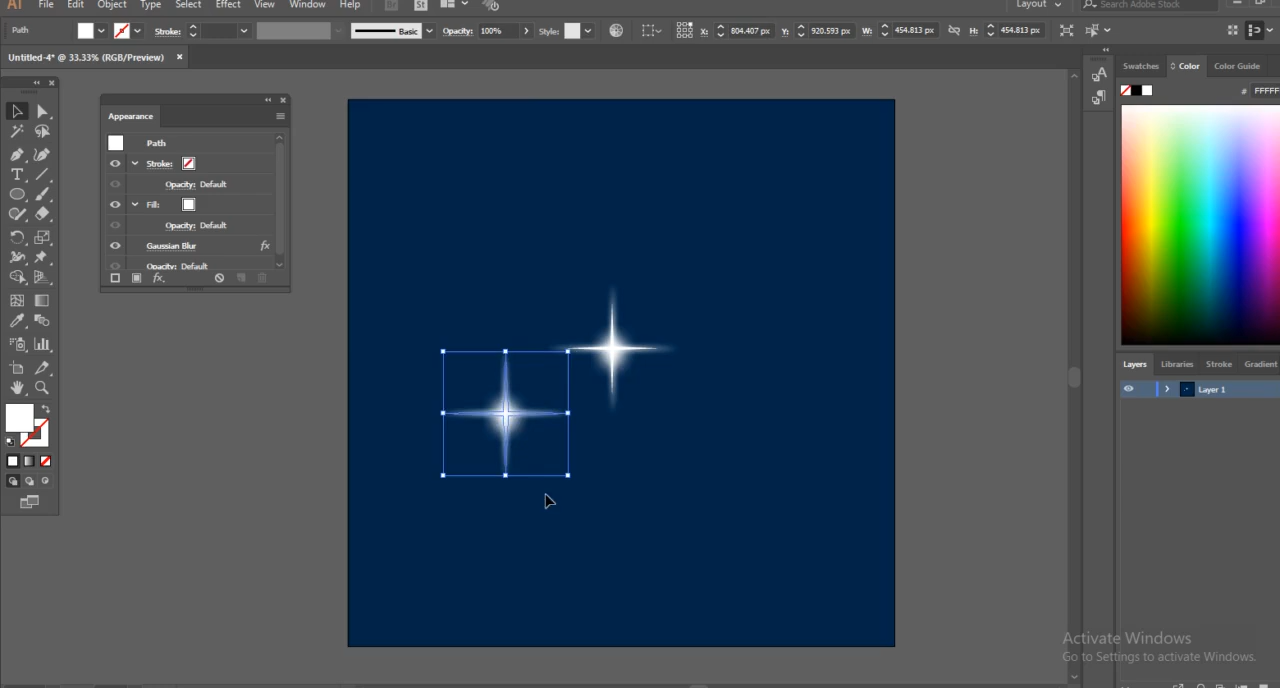 Ai File Edit Object Type Select Effect View Window Help Br St Layout Search Adobe Stock
Path Stroke: Basic Opacity: 100% Style: X: 804.407 px Y: 920.593 px W: 454.813 px H: 454.813 px
Untitled-4* @ 33.33% (RGB/Preview) ×
Swatches Color Color Guide
# FFFFF
Appearance
Path
Stroke:
Opacity: Default
Fill:
Opacity: Default
Gaussian Blur fx
Opacity: Default
fx.
Layers Libraries Stroke Gradient
Layer 1
Activate Windows
Go to Settings to activate Windows.